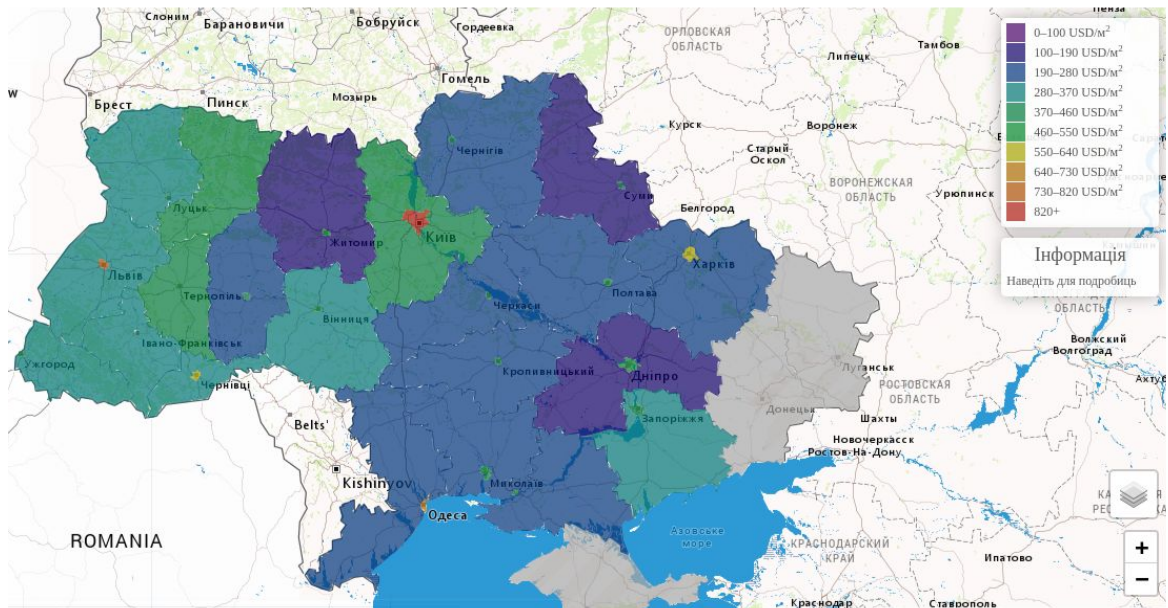 Слоним
Барановичи
Бобруйск
Гордеевка
ОРЛОВСКАЯ
ОБЛАСТЬ
Липецк
Тамбов
Пенза
0–100 USD/м²
100–190 USD/м²
190–280 USD/м²
280–370 USD/м²
370–460 USD/м²
460–550 USD/м²
550–640 USD/м²
640–730 USD/м²
730–820 USD/м²
820+
Інформація
Наведіть для подробиць
Брест
Пинск
Мозырь
Гомель
Курск
Воронеж
Старый
Оскол
ВОРОНЕЖСКАЯ
ОБЛАСТЬ
Урюпинск
Белгород
Чернігів
Суми
Луцьк
Житомир
Київ
Харків
Львів
Тернопіль
Вінниця
Черкаси
Полтава
Івано-Франківськ
Ужгород
Чернівці
Кропивницький
Дніпро
Луганськ
Донецьк
Запоріжжя
ОБЛАСТЬ
Волжский
Волгоград
Ахтуб
РОСТОВСКАЯ
ОБЛАСТЬ
Шахты
Новочеркасск
Ростов-На-Дону
Belts'
Kishinyov
Миколаїв
Одеса
ROMANIA
Азовське
море
КРАСНОДАРСКИЙ
КРАЙ
Ипатово
Краснодар
Ставрополь
+
−